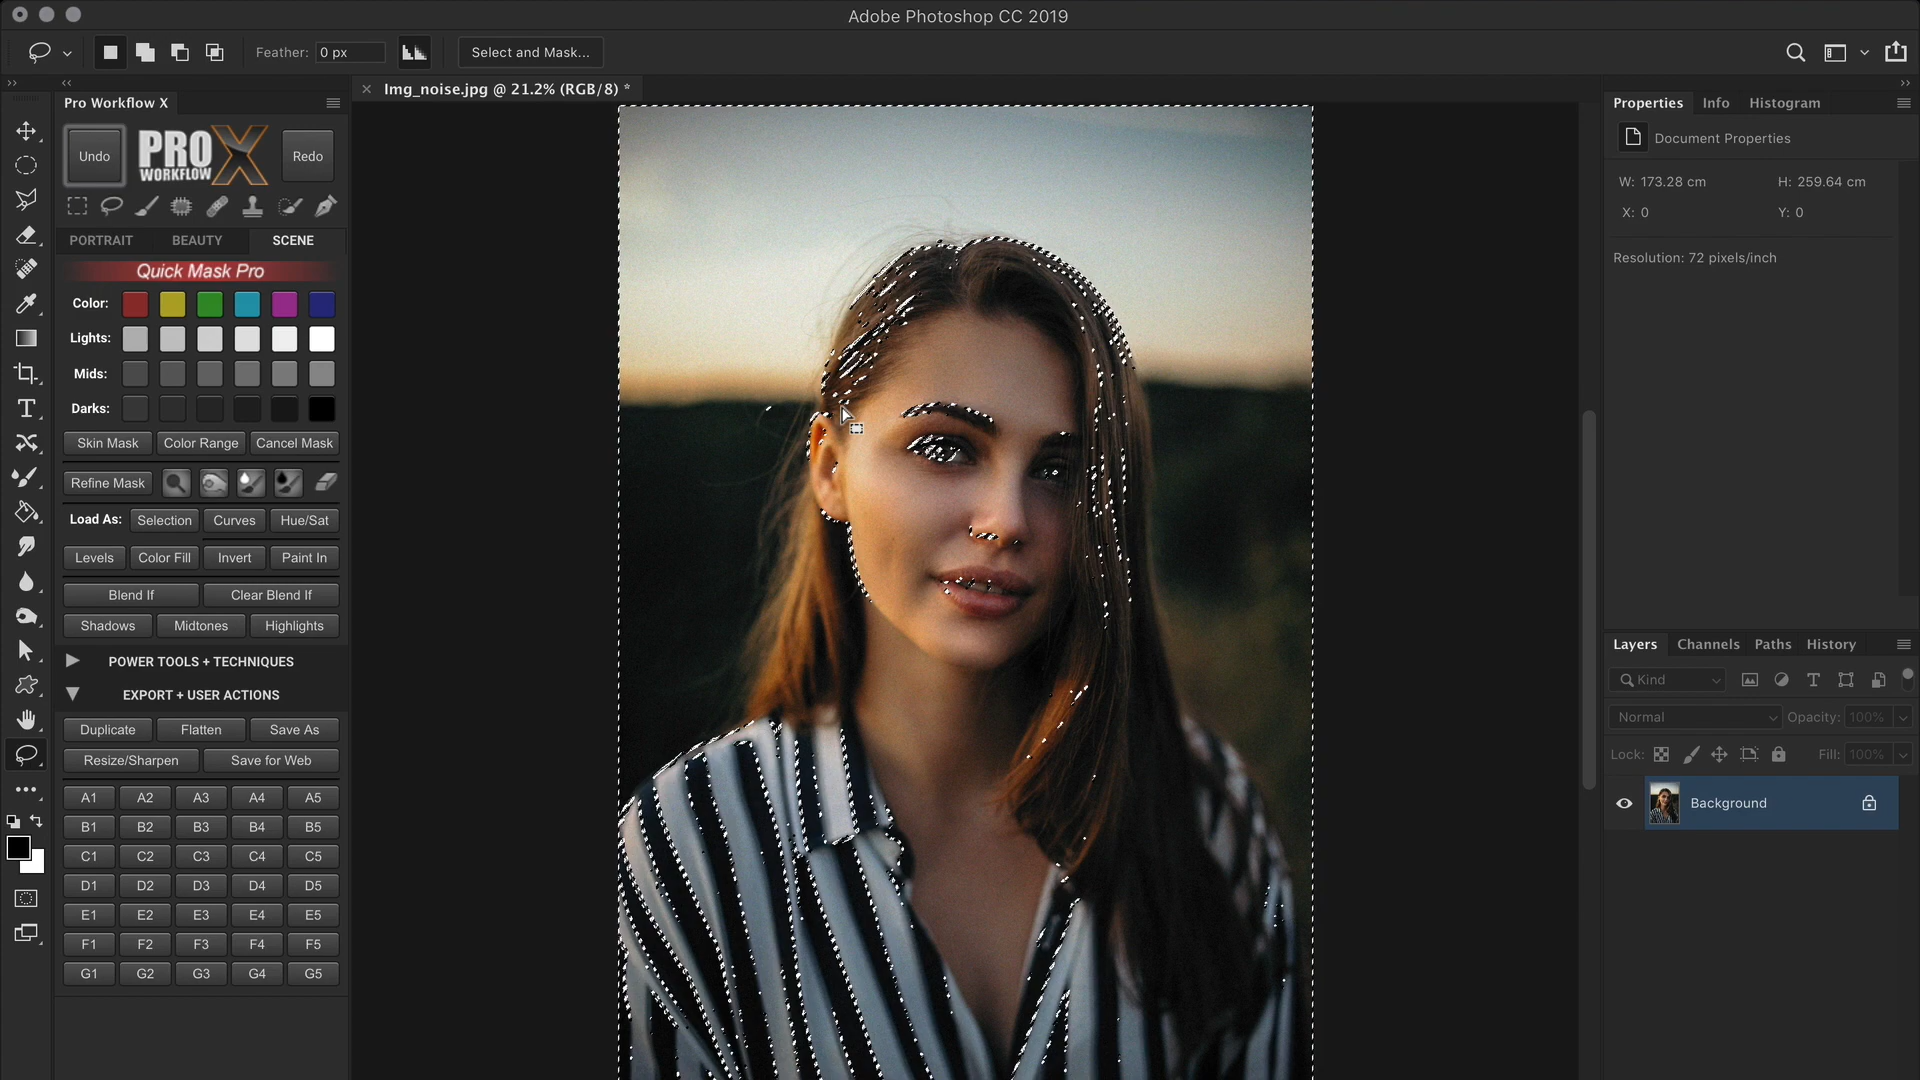 Adobe Photoshop CC 2019
Feather: 0 px Select and Mask...
Img_noise.jpg @ 21.2% (RGB/8) *
Pro Workflow X
Undo PRO WORKFLOW X Redo
PORTRAIT BEAUTY SCENE
Quick Mask Pro
Color:
Lights:
Mids:
Darks:
Skin Mask Color Range Cancel Mask
Refine Mask
Load As: Selection Curves Hue/Sat
Levels Color Fill Invert Paint In
Blend If Clear Blend If
Shadows Midtones Highlights
POWER TOOLS + TECHNIQUES
EXPORT + USER ACTIONS
Duplicate Flatten Save As
Resize/Sharpen Save for Web
A1 A2 A3 A4 A5
B1 B2 B3 B4 B5
C1 C2 C3 C4 C5
D1 D2 D3 D4 D5
E1 E2 E3 E4 E5
F1 F2 F3 F4 F5
G1 G2 G3 G4 G5
Properties Info Histogram
Document Properties
W: 173.28 cm H: 259.64 cm
X: 0 Y: 0
Resolution: 72 pixels/inch
Layers Channels Paths History
Kind
Normal Opacity: 100%
Lock: Fill: 100%
Background